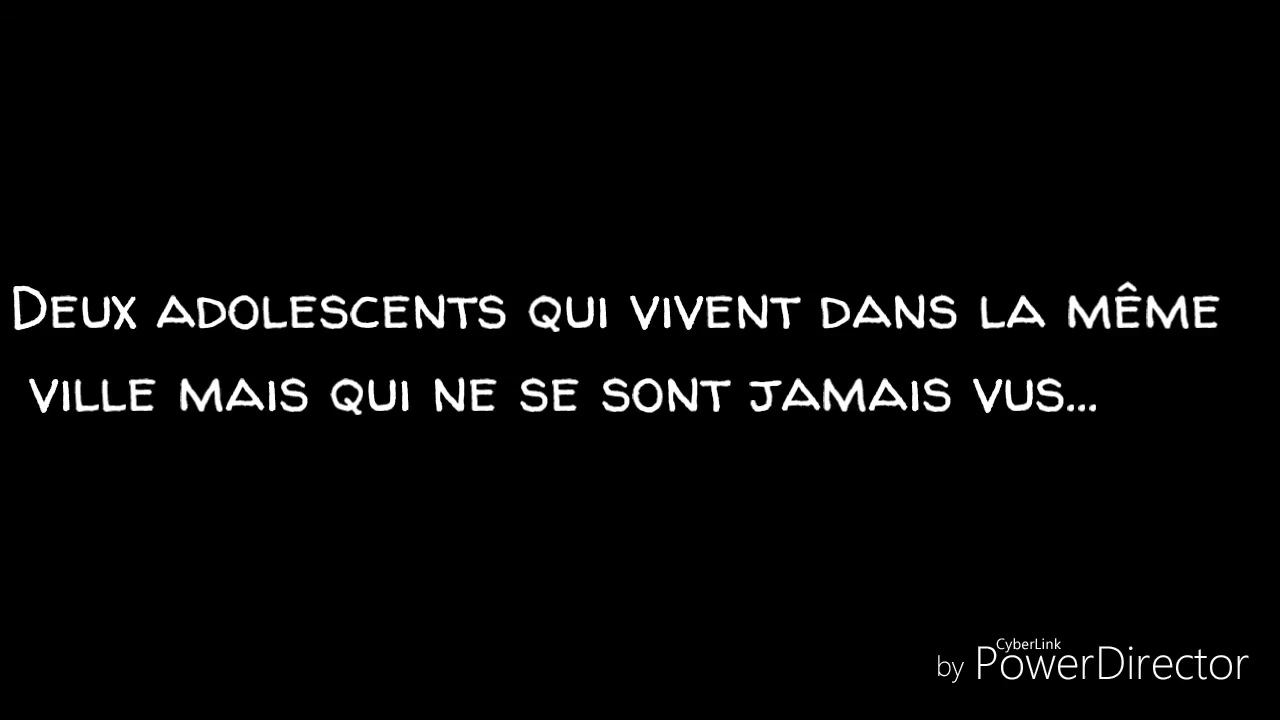 Deux adolescents qui vivent dans la même
ville mais qui ne se sont jamais vus...
CyberLink
by PowerDirector